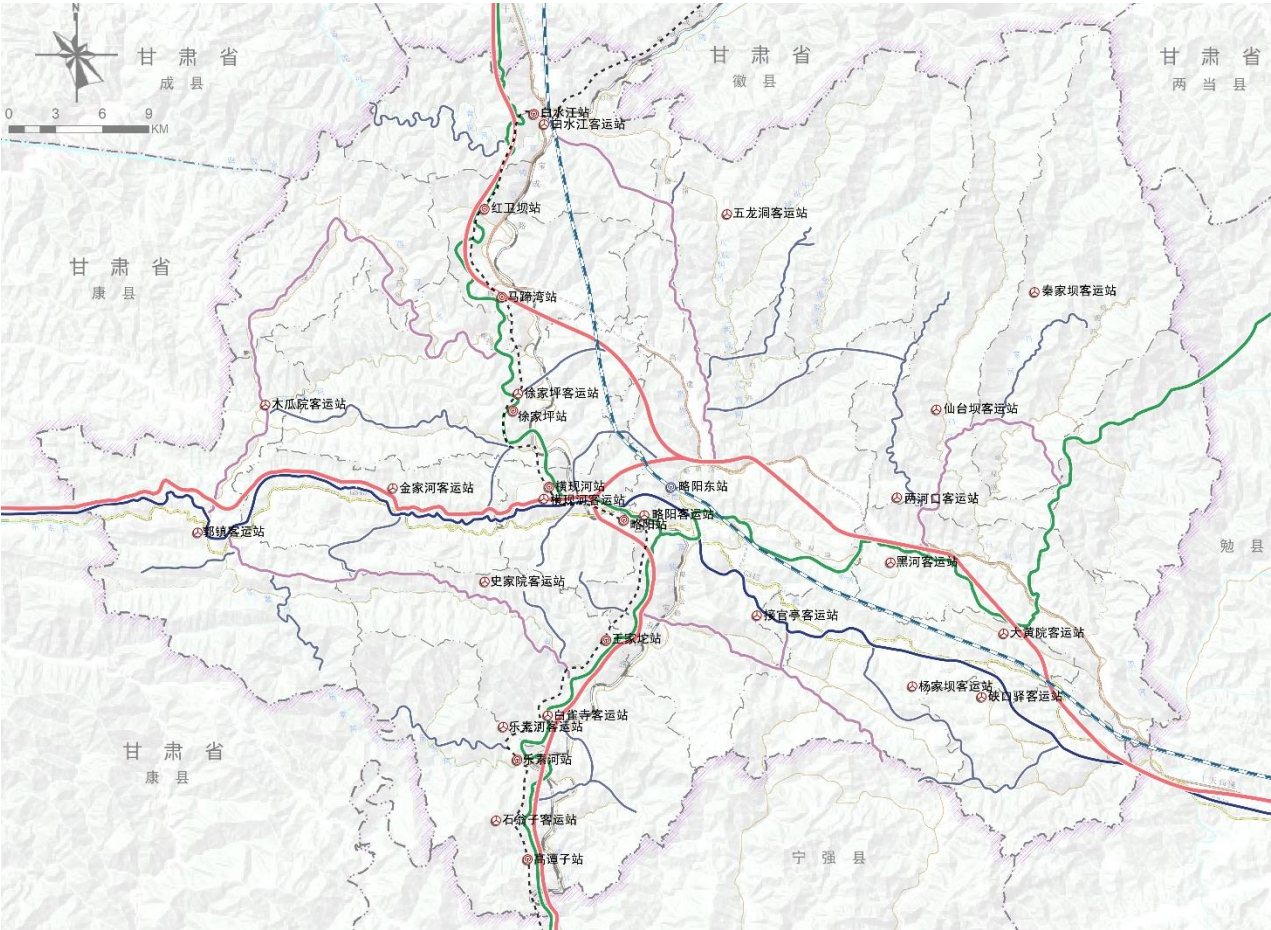 N
甘肃省
成县
甘肃省
徽县
甘肃省
两当县
0 3 6 9
KM
白水江站
白水江客运站
红卫坝站
五龙洞客运站
甘肃省
康县
马蹄湾站
秦家坝客运站
徐家坪客运站
木瓜院客运站
徐家坪站
仙台坝客运站
横现河站
金家河客运站
略阳东站
横现河客运站
西河口客运站
略阳客运站
略阳站
郭镇客运站
勉县
黑河客运站
史家院客运站
接官亭客运站
大黄院客运站
王家坨站
杨家坝客运站
硖口驿客运站
白雀寺客运站
乐素河客运站
甘肃省
康县
乐素河站
石翁子客运站
高谭子站
宁强县